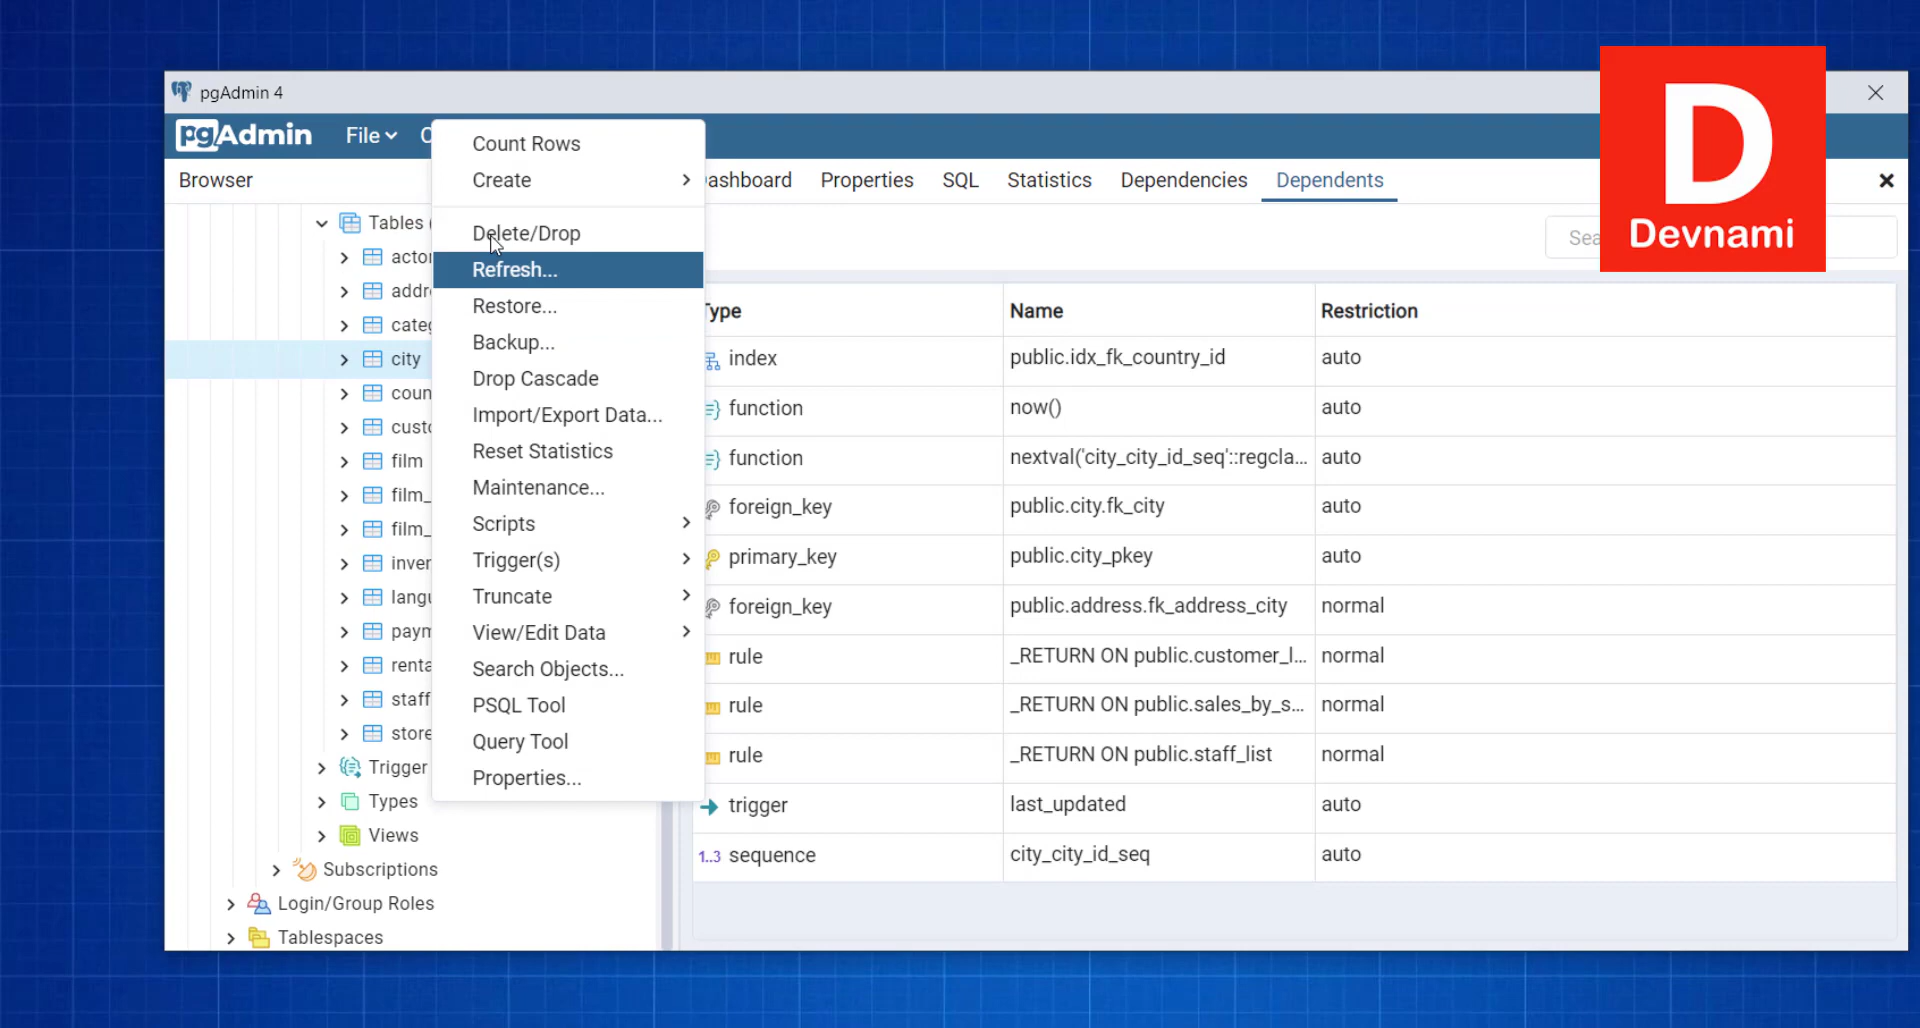 pgAdmin 4
pgAdmin
File
Browser
Dashboard
Properties
SQL
Statistics
Dependencies
Dependents
Count Rows
Create
Delete/Drop
Refresh...
Restore...
Backup...
Drop Cascade
Import/Export Data...
Reset Statistics
Maintenance...
Scripts
Trigger(s)
Truncate
View/Edit Data
Search Objects...
PSQL Tool
Query Tool
Properties...
Tables
city
film
Trigger
Types
Views
Subscriptions
Login/Group Roles
Tablespaces
D
Devnami
Type Name Restriction
index public.idx_fk_country_id auto
function now() auto
function nextval('city_city_id_seq'::regcla... auto
foreign_key public.city.fk_city auto
primary_key public.city_pkey auto
foreign_key public.address.fk_address_city normal
rule _RETURN ON public.customer_l... normal
rule _RETURN ON public.sales_by_s... normal
rule _RETURN ON public.staff_list normal
trigger last_updated auto
1..3 sequence city_city_id_seq auto